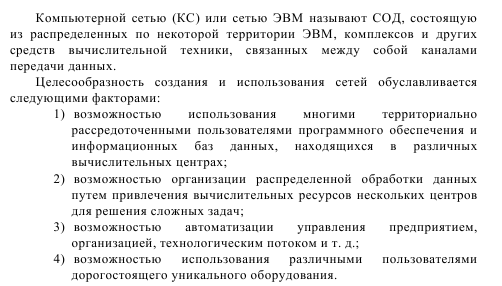 Компьютерной сетью (КС) или сетью ЭВМ называют СОД, состоящую
из распределенных по некоторой территории ЭВМ, комплексов и других
средств вычислительной техники, связанных между собой каналами
передачи данных.
Целесообразность создания и использования сетей обуславливается
следующими факторами:
1) возможностью использования многими территориально
рассредоточенными пользователями программного обеспечения и
информационных баз данных, находящихся в различных
вычислительных центрах;
2) возможностью организации распределенной обработки данных
путем привлечения вычислительных ресурсов нескольких центров
для решения сложных задач;
3) возможностью автоматизации управления предприятием,
организацией, технологическим потоком и т. д.;
4) возможностью использования различными пользователями
дорогостоящего уникального оборудования.